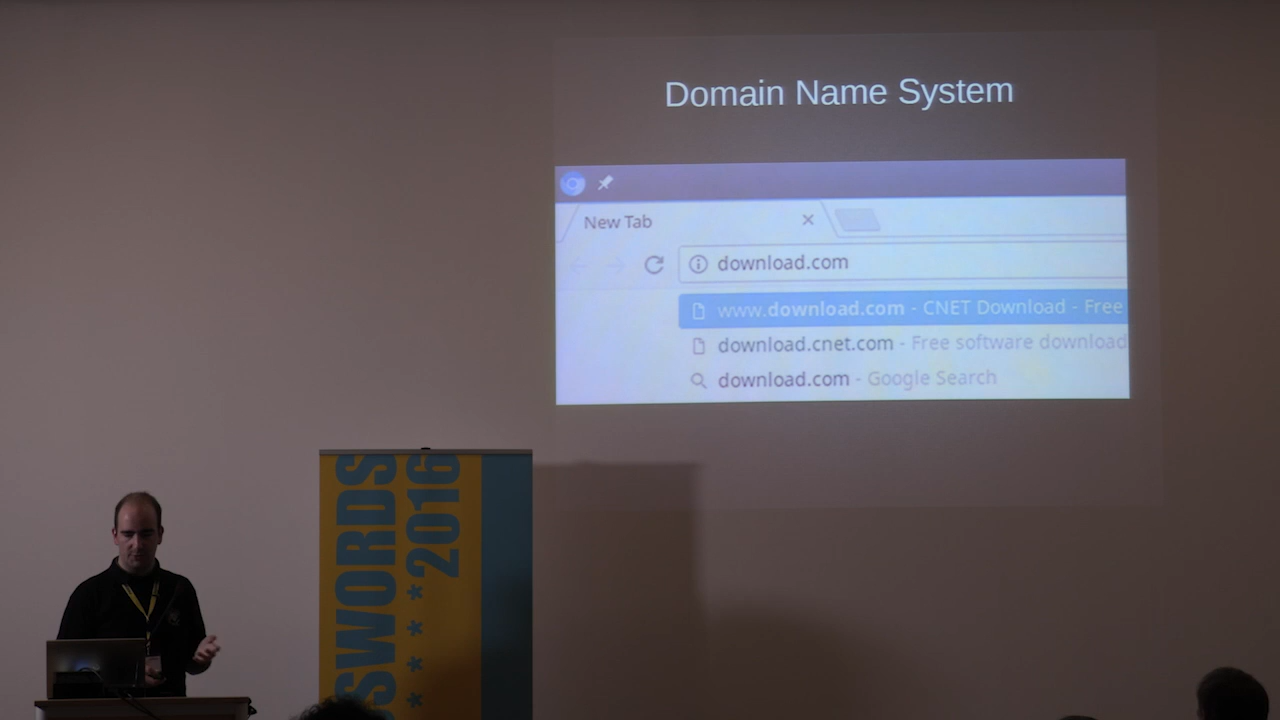 Domain Name System
New Tab
download.com
www.download.com - CNET Download - Free
download.cnet.com - Free software download
download.com - Google Search
SWORDS
* * * * 2016